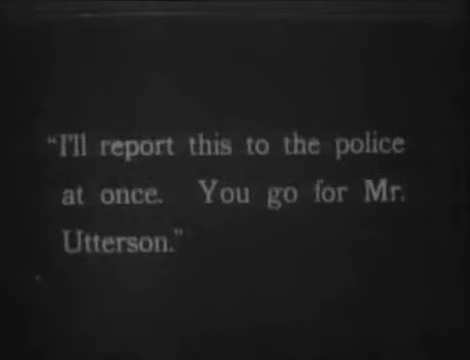 "I'll report this to the police
at once. You go for Mr.
Utterson."